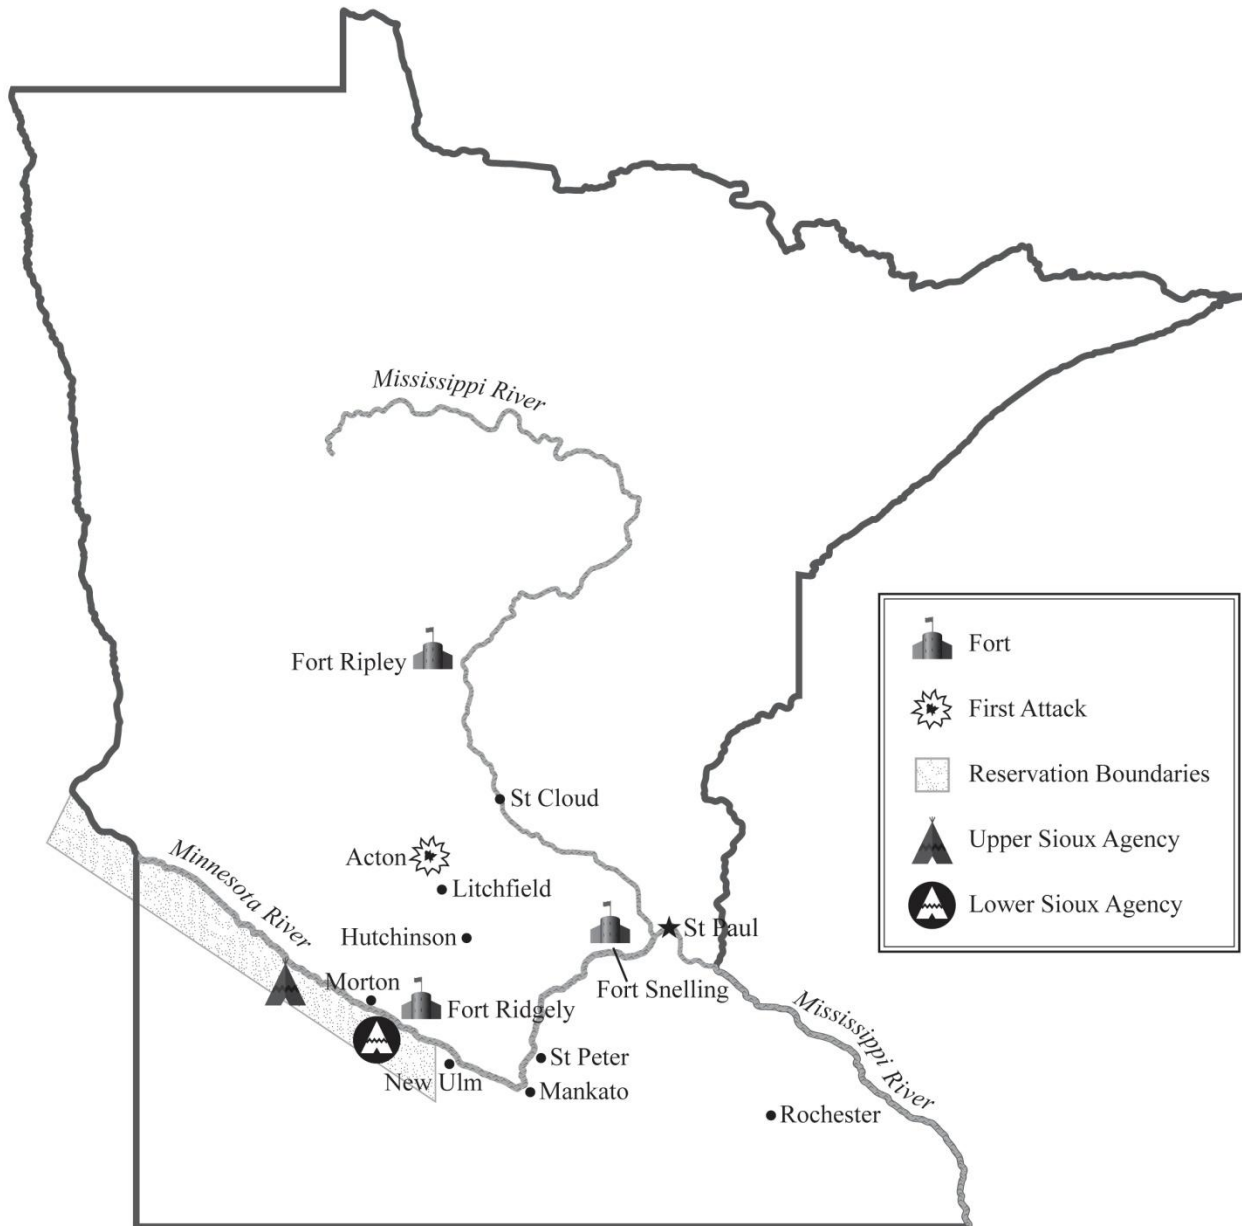 Mississippi River
Fort Ripley
Fort
First Attack
Reservation Boundaries
Upper Sioux Agency
Lower Sioux Agency
St Cloud
Minnesota River
Acton
Litchfield
Hutchinson
St Paul
Morton
Fort Snelling
Fort Ridgely
Mississippi River
St Peter
New Ulm
Mankato
Rochester